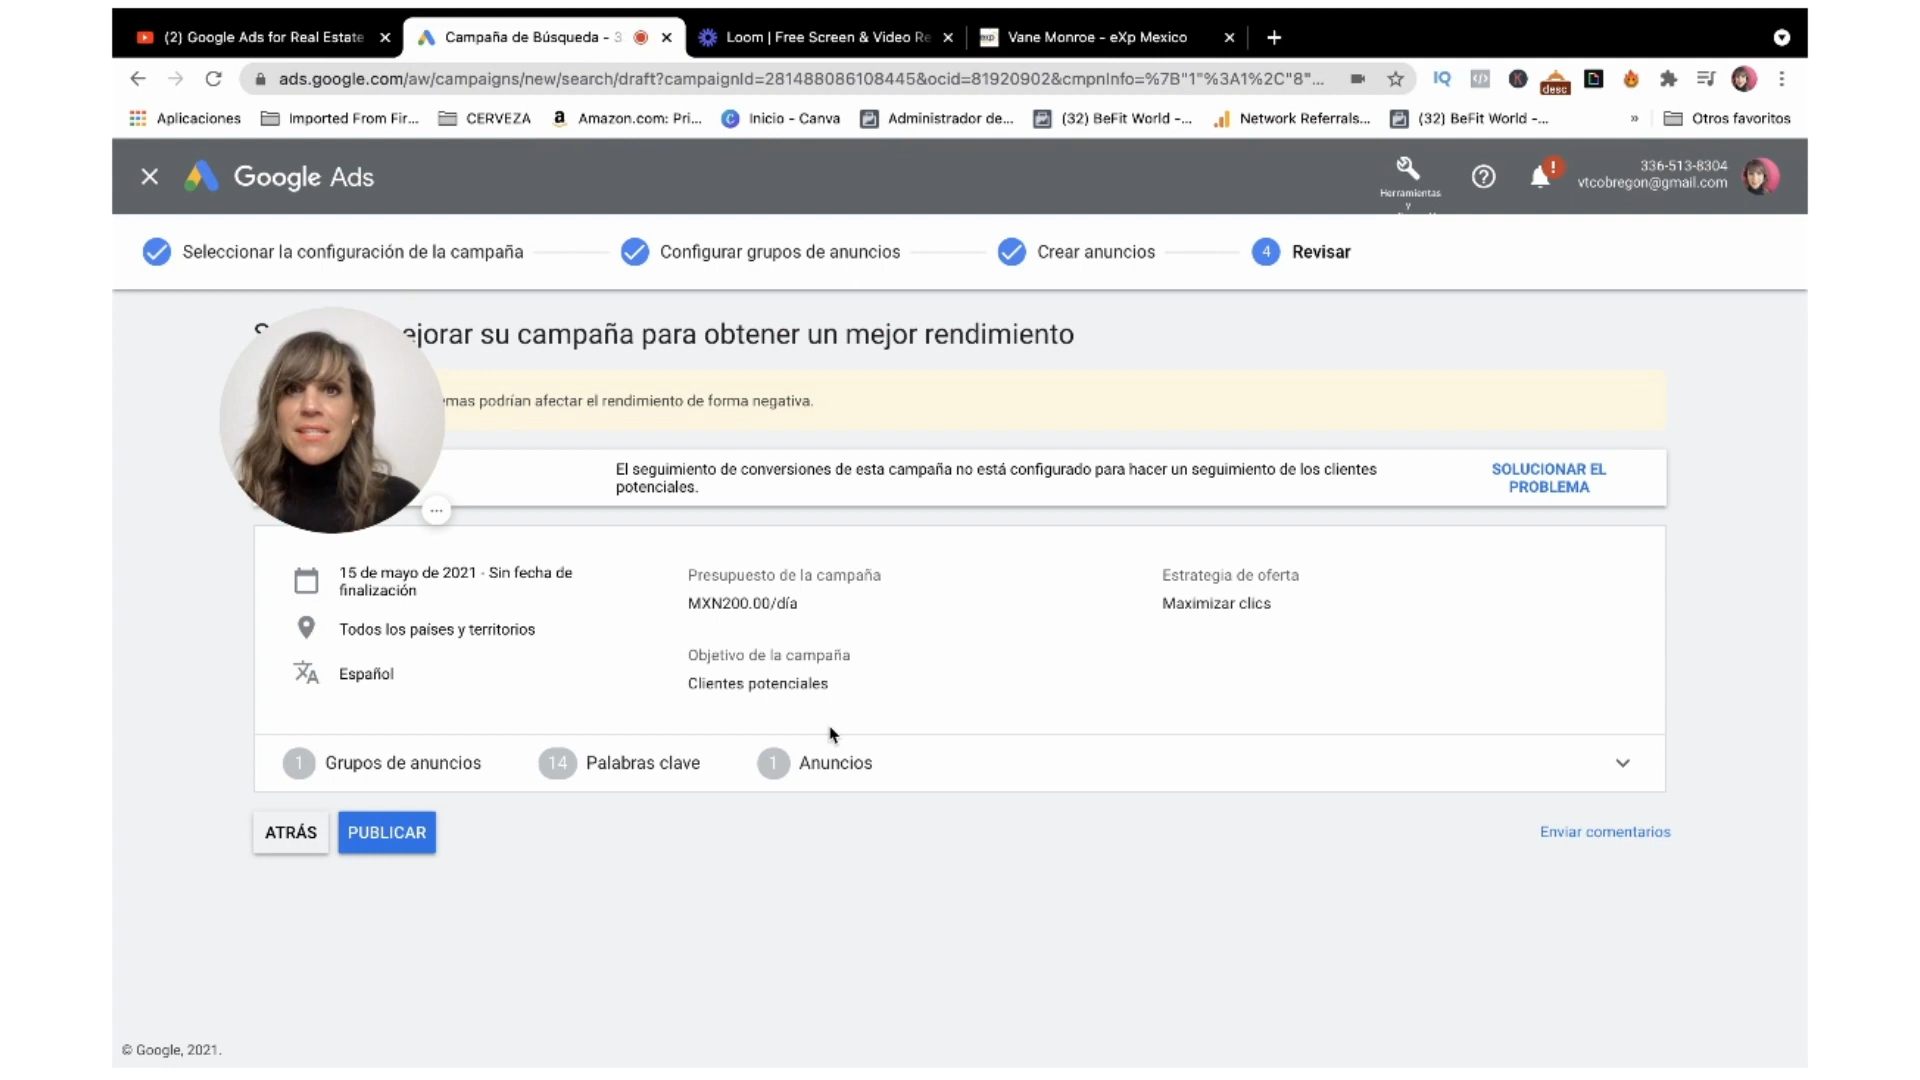 (2) Google Ads for Real Estate
Campaña de Búsqueda - 3
Loom | Free Screen & Video Re
Vane Monroe - eXp Mexico
ads.google.com/aw/campaigns/new/search/draft?campaignId=281488086108445&ocid=81920902&cmpnInfo=%7B"1"%3A1%2C"8"...
IQ
desc
Aplicaciones
Imported From Fir...
CERVEZA
Amazon.com: Pri...
Inicio - Canva
Administrador de...
(32) BeFit World -...
Network Referrals...
(32) BeFit World -...
»
Otros favoritos
Google Ads
Herramientas
y
336-513-8304
vtcobregon@gmail.com
Seleccionar la configuración de la campaña
Configurar grupos de anuncios
Crear anuncios
4 Revisar
ejorar su campaña para obtener un mejor rendimiento
emas podrían afectar el rendimiento de forma negativa.
El seguimiento de conversiones de esta campaña no está configurado para hacer un seguimiento de los clientes
potenciales.
SOLUCIONAR EL
PROBLEMA
15 de mayo de 2021 - Sin fecha de
finalización
Todos los países y territorios
Español
Presupuesto de la campaña
MXN200.00/día
Objetivo de la campaña
Clientes potenciales
Estrategia de oferta
Maximizar clics
1 Grupos de anuncios
14 Palabras clave
1 Anuncios
ATRÁS
PUBLICAR
Enviar comentarios
© Google, 2021.